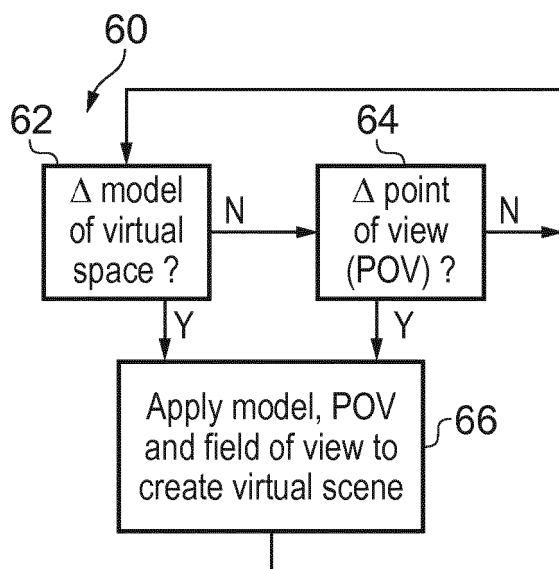 60
62
64
Δ model
of virtual
space ?
N
Δ point
of view
(POV) ?
N
Y
Y
Apply model, POV
and field of view to
create virtual scene
66